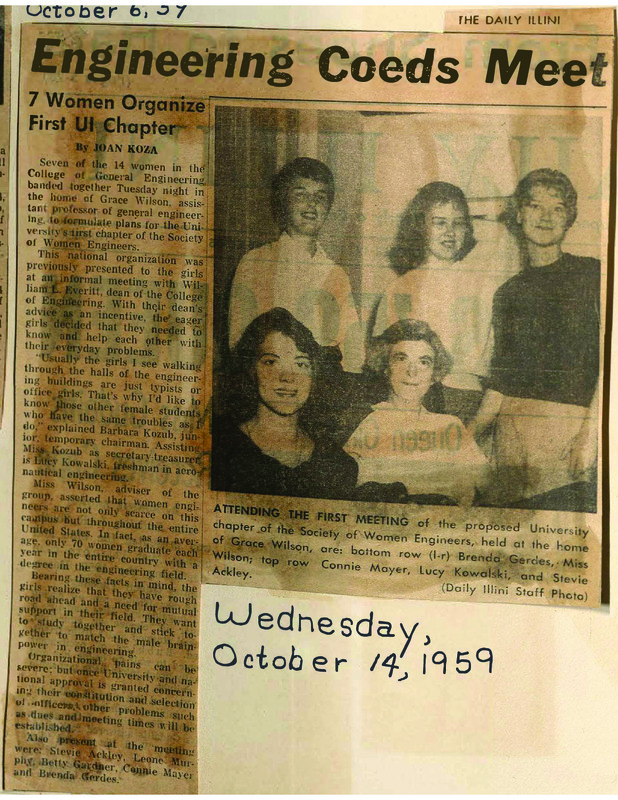 October 6, 59
THE DAILY ILLINI
Engineering Coeds Meet
7 Women Organize
First UI Chapter
By JOAN KOZA
Seven of the 14 women in the
College of General Engineering
banded together Tuesday night in
the home of Grace Wilson, assis-
tant professor of general engineer-
ing, to formulate plans for the Uni-
versity's first chapter of the Society
of Women Engineers.
This national organization was
previously presented to the girls
at an informal meeting with Wil-
liam L. Everitt, dean of the College
of Engineering. With their dean's
advice as an incentive, the eager
girls decided that they needed to
know and help each other with
their everyday problems.
"Usually the girls I see walking
through the halls of the engineer-
ing buildings are just typists or
office girls. That's why I'd like to
know those other female students
who have the same troubles as I
do," explained Barbara Kozub, jun-
ior, temporary chairman. Assisting
Miss Kozub as secretary-treasurer
is Lucy Kowalski, freshman in aero-
nautical engineering.
Miss Wilson, adviser of the
group, asserted that women engi-
neers are not only scarce on this
campus but throughout the entire
United States. In fact, as an aver-
age, only 70 women graduate each
year in the entire country with a
degree in the engineering field.
Bearing these facts in mind, the
girls realize that they have rough
road ahead and a need for mutual
support in their field. They want
to study together and stick to-
gether to match the male brain-
power in engineering.
Organizational pains can be
severe; but once University and na-
tional approval is granted concern-
ing their constitution and selection
of officers, other problems such
as dues and meeting times will be
established.
Also present at the meeting
were: Stevie Ackley, Leone Mur-
phy, Betty Gardner, Connie Mayer
and Brenda Gerdes.
ATTENDING THE FIRST MEETING of the proposed University
chapter of the Society of Women Engineers, held at the home
of Grace Wilson, are: bottom row (l-r) Brenda Gerdes, Miss
Wilson; top row Connie Mayer, Lucy Kowalski, and Stevie
Ackley.
(Daily Illini Staff Photo)
Wednesday,
October 14, 1959